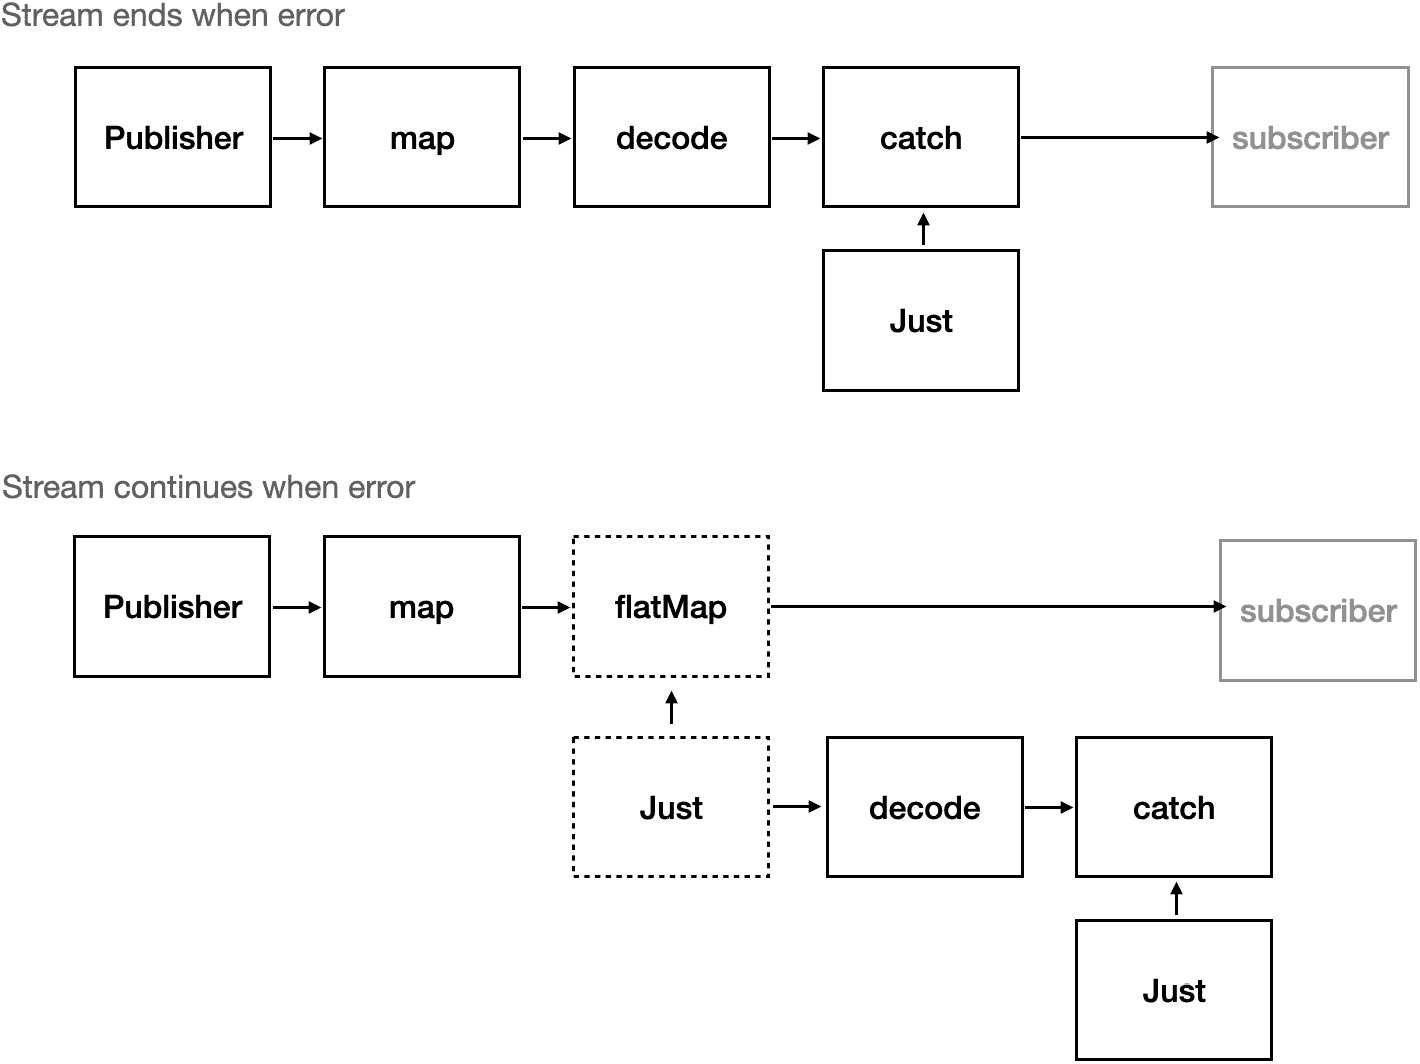 Stream ends when error
Publisher map decode catch subscriber
Just
Stream continues when error
Publisher map flatMap subscriber
Just decode catch
Just